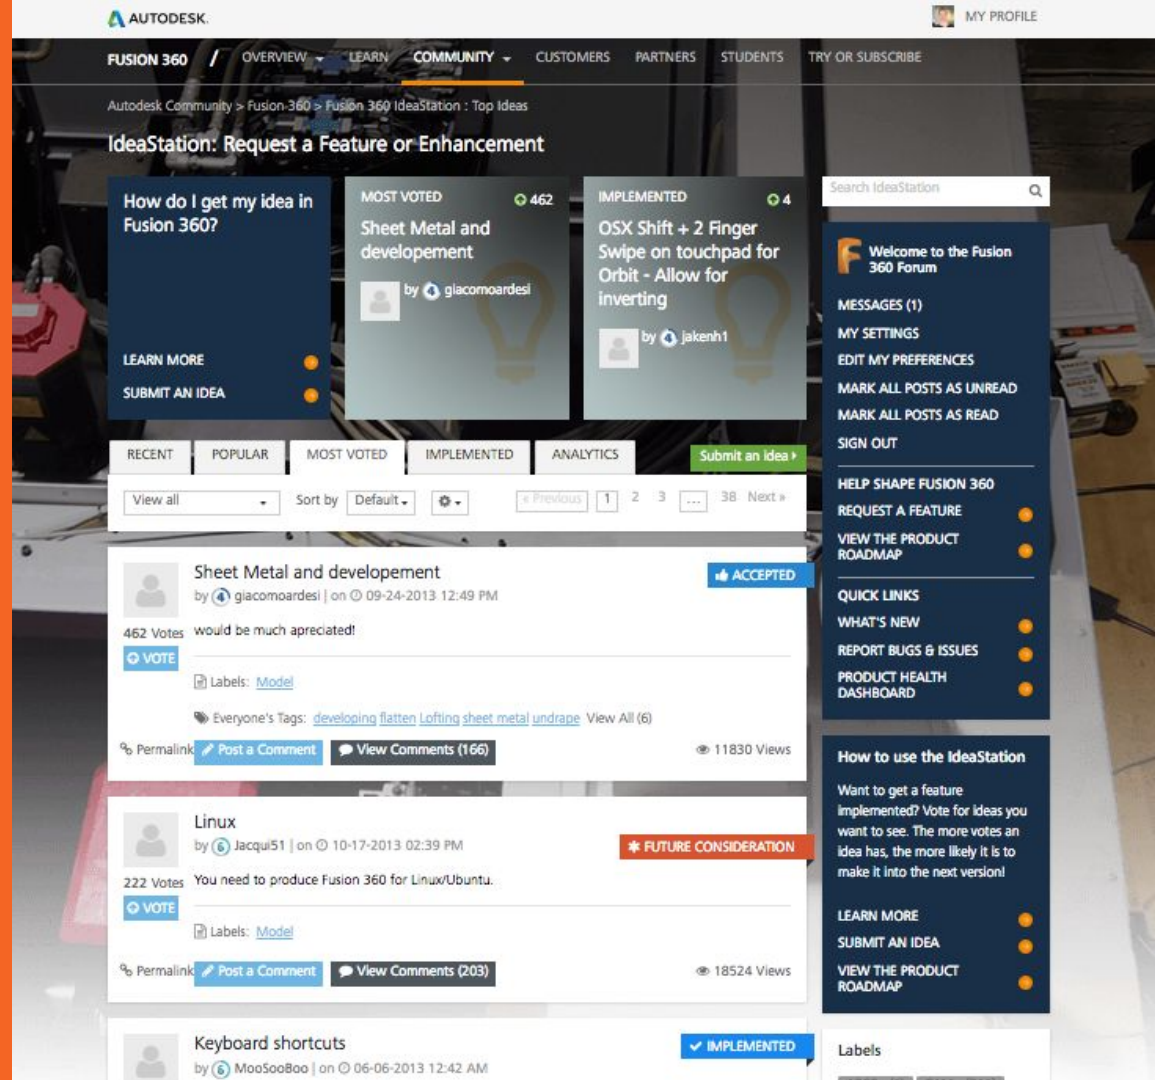 AUTODESK.
MY PROFILE
FUSION 360 / OVERVIEW LEARN COMMUNITY CUSTOMERS PARTNERS STUDENTS TRY OR SUBSCRIBE
Autodesk Community > Fusion-360 > Fusion 360 IdeaStation : Top Ideas
IdeaStation: Request a Feature or Enhancement
How do I get my idea in
Fusion 360?
LEARN MORE
SUBMIT AN IDEA
MOST VOTED 462
Sheet Metal and
developement
by giacomoardesi
IMPLEMENTED 4
OSX Shift + 2 Finger
Swipe on touchpad for
Orbit - Allow for
inverting
by jakenh1
RECENT POPULAR MOST VOTED IMPLEMENTED ANALYTICS Submit an idea
View all Sort by Default « Previous 1 2 3 ... 38 Next »
Sheet Metal and developement
ACCEPTED
by 4 giacomoardesi | on 09-24-2013 12:49 PM
462 Votes
would be much apreciated!
VOTE
Labels: Model
Everyone's Tags: developing flatten Lofting sheet metal undrape View All (6)
Permalink Post a Comment View Comments (166) 11830 Views
Linux
by 6 Jacqui51 | on 10-17-2013 02:39 PM
FUTURE CONSIDERATION
222 Votes
You need to produce Fusion 360 for Linux/Ubuntu.
VOTE
Labels: Model
Permalink Post a Comment View Comments (203) 18524 Views
Keyboard shortcuts
IMPLEMENTED
by 6 MooSooBoo | on 06-06-2013 12:42 AM
Search IdeaStation
Welcome to the Fusion
360 Forum
MESSAGES (1)
MY SETTINGS
EDIT MY PREFERENCES
MARK ALL POSTS AS UNREAD
MARK ALL POSTS AS READ
SIGN OUT
HELP SHAPE FUSION 360
REQUEST A FEATURE
VIEW THE PRODUCT
ROADMAP
QUICK LINKS
WHAT'S NEW
REPORT BUGS & ISSUES
PRODUCT HEALTH
DASHBOARD
How to use the IdeaStation
Want to get a feature
implemented? Vote for ideas you
want to see. The more votes an
idea has, the more likely it is to
make it into the next version!
LEARN MORE
SUBMIT AN IDEA
VIEW THE PRODUCT
ROADMAP
Labels